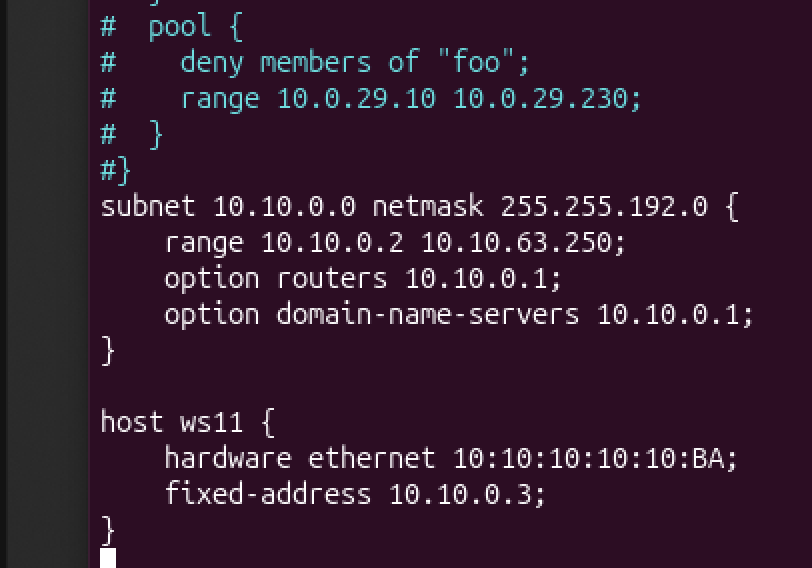 #  pool {
#    deny members of "foo";
#    range 10.0.29.10 10.0.29.230;
#  }
#}
subnet 10.10.0.0 netmask 255.255.192.0 {
    range 10.10.0.2 10.10.63.250;
    option routers 10.10.0.1;
    option domain-name-servers 10.10.0.1;
}

host ws11 {
    hardware ethernet 10:10:10:10:10:BA;
    fixed-address 10.10.0.3;
}